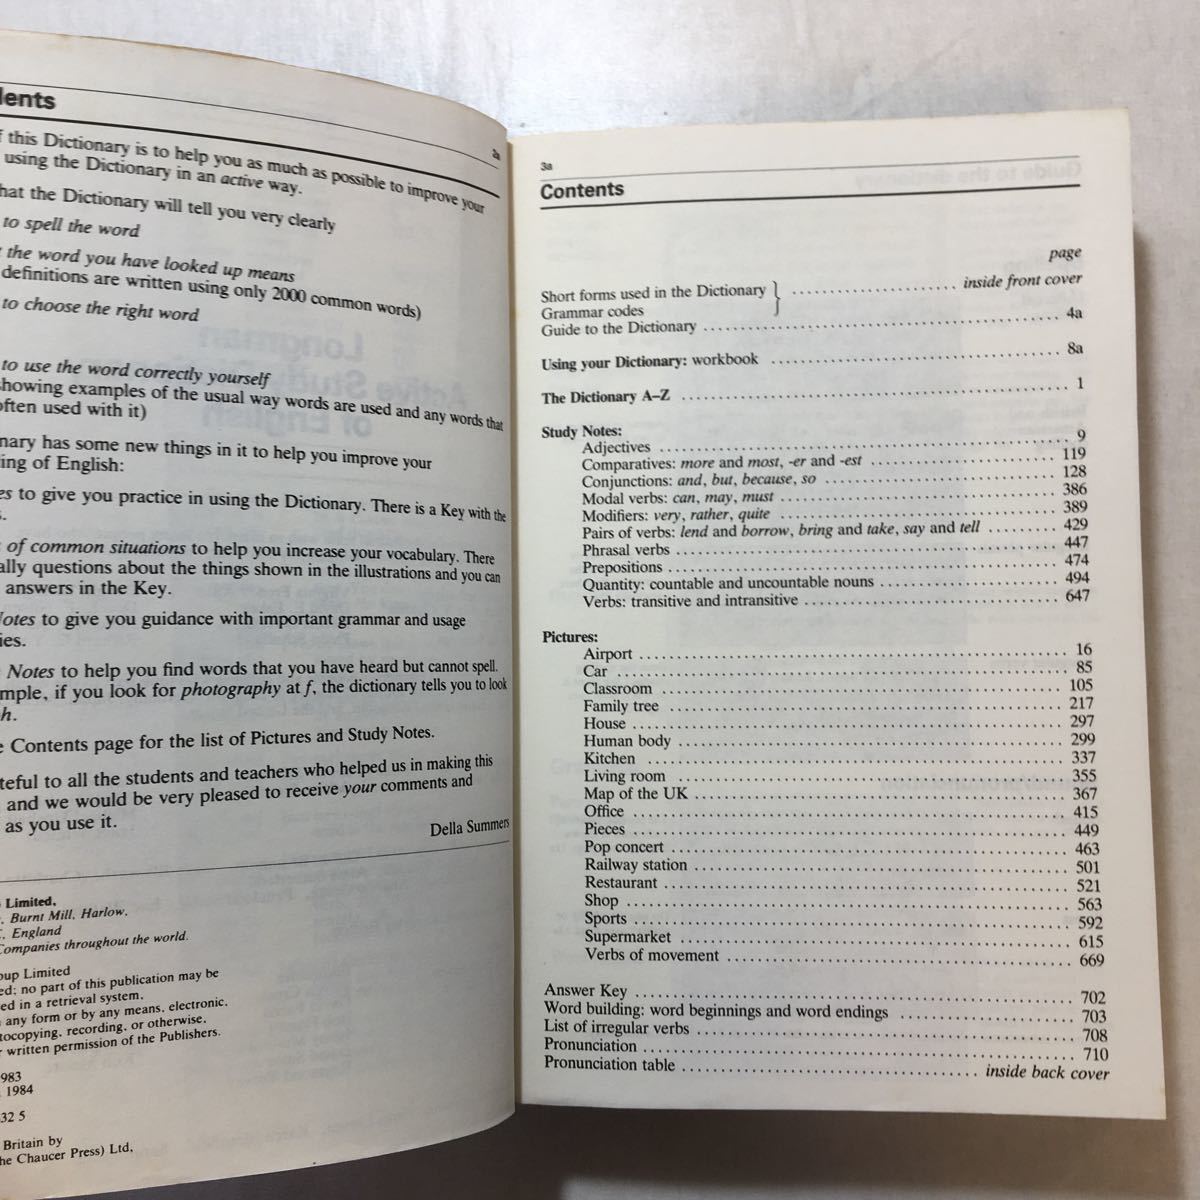 dents
2a
this Dictionary is to help you as much as possible to improve your
using the Dictionary in an active way.
hat the Dictionary will tell you very clearly
to spell the word
the word you have looked up means
definitions are written using only 2000 common words)
to choose the right word
to use the word correctly yourself
showing examples of the usual way words are used and any words that
often used with it)
nary has some new things in it to help you improve your
ing of English:
es to give you practice in using the Dictionary. There is a Key with the
s.
of common situations to help you increase your vocabulary. There
ally questions about the things shown in the illustrations and you can
answers in the Key.
Notes to give you guidance with important grammar and usage
ies.
Notes to help you find words that you have heard but cannot spell.
mple, if you look for photography at f, the dictionary tells you to look
h.
e Contents page for the list of Pictures and Study Notes.
teful to all the students and teachers who helped us in making this
and we would be very pleased to receive your comments and
as you use it.
Della Summers
Limited,
, Burnt Mill, Harlow,
, England
Companies throughout the world.
oup Limited
ed; no part of this publication may be
ed in a retrieval system,
any form or by any means, electronic,
tocopying, recording, or otherwise,
r written permission of the Publishers.
983
1984
32 5
Britain by
he Chaucer Press) Ltd,
3a
Contents
page
Short forms used in the Dictionary } .................... inside front cover
Grammar codes
Guide to the Dictionary .................... 4a
Using your Dictionary: workbook .................... 8a
The Dictionary A–Z .................... 1
Study Notes:
Adjectives .................... 9
Comparatives: more and most, -er and -est .................... 119
Conjunctions: and, but, because, so .................... 128
Modal verbs: can, may, must .................... 386
Modifiers: very, rather, quite .................... 389
Pairs of verbs: lend and borrow, bring and take, say and tell .......... 429
Phrasal verbs .................... 447
Prepositions .................... 474
Quantity: countable and uncountable nouns .................... 494
Verbs: transitive and intransitive .................... 647
Pictures:
Airport .................... 16
Car .................... 85
Classroom .................... 105
Family tree .................... 217
House .................... 297
Human body .................... 299
Kitchen .................... 337
Living room .................... 355
Map of the UK .................... 367
Office .................... 415
Pieces .................... 449
Pop concert .................... 463
Railway station .................... 501
Restaurant .................... 521
Shop .................... 563
Sports .................... 592
Supermarket .................... 615
Verbs of movement .................... 669
Answer Key .................... 702
Word building: word beginnings and word endings .................... 703
List of irregular verbs .................... 708
Pronunciation .................... 710
Pronunciation table .................... inside back cover